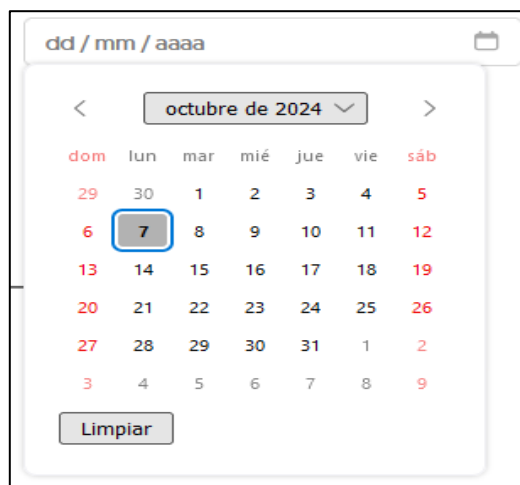 dd / mm / aaaa
octubre de 2024
dom lun mar mié jue vie sáb
29 30 1 2 3 4 5
6 7 8 9 10 11 12
13 14 15 16 17 18 19
20 21 22 23 24 25 26
27 28 29 30 31 1 2
3 4 5 6 7 8 9
Limpiar